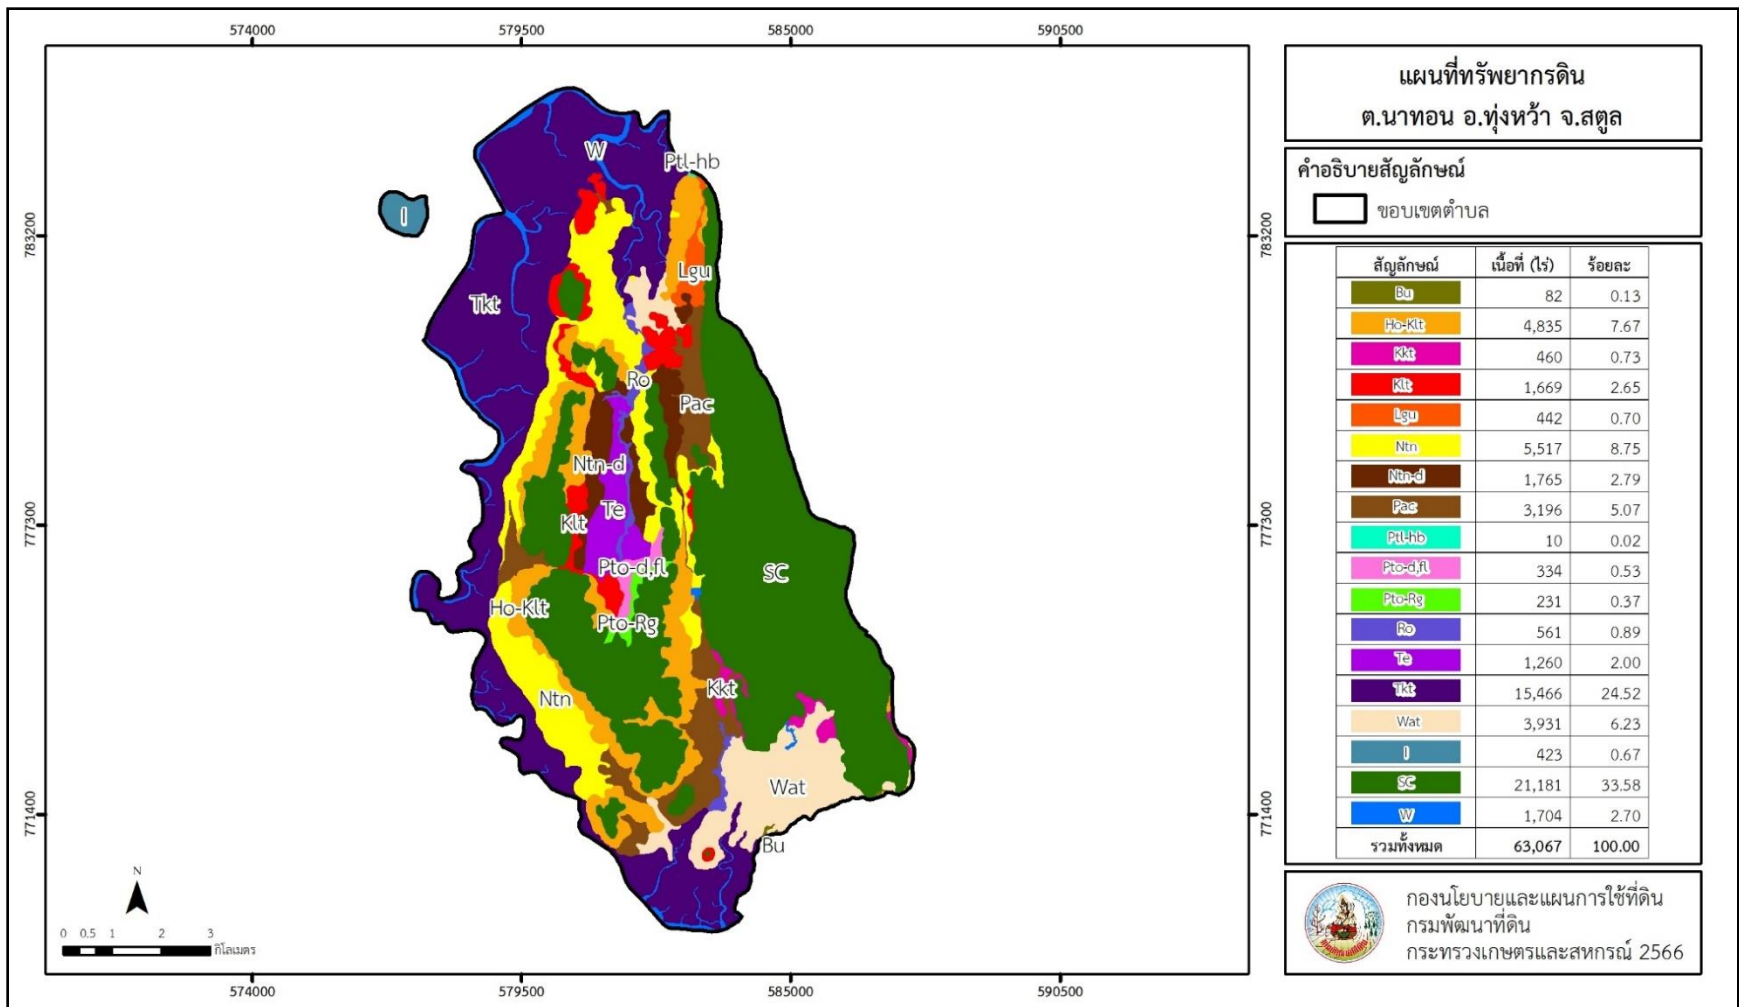 574000 579500 585000 590500
783200
777300
771400
783200
777300
771400
W
Ptl-hb
I
Lgu
Tkt
Ro
Pac
Ntn-d
Te
Klt
Pto-d,fl
SC
Ho-Klt
Pto-Rg
Ntn
Kkt
Wat
Bu
N
0 0.5 1 2 3
กิโลเมตร
574000 579500 585000 590500
แผนที่ทรัพยากรดิน
ต.นาทอน อ.ทุ่งหว้า จ.สตูล
คำอธิบายสัญลักษณ์
ขอบเขตตำบล
สัญลักษณ์ เนื้อที่ (ไร่) ร้อยละ
Bu 82 0.13
Ho-Klt 4,835 7.67
Kkt 460 0.73
Klt 1,669 2.65
Lgu 442 0.70
Ntn 5,517 8.75
Ntn-d 1,765 2.79
Pac 3,196 5.07
Ptl-hb 10 0.02
Pto-d,fl 334 0.53
Pto-Rg 231 0.37
Ro 561 0.89
Te 1,260 2.00
Tkt 15,466 24.52
Wat 3,931 6.23
I 423 0.67
SC 21,181 33.58
W 1,704 2.70
รวมทั้งหมด 63,067 100.00
กองนโยบายและแผนการใช้ที่ดิน
กรมพัฒนาที่ดิน
กระทรวงเกษตรและสหกรณ์ 2566